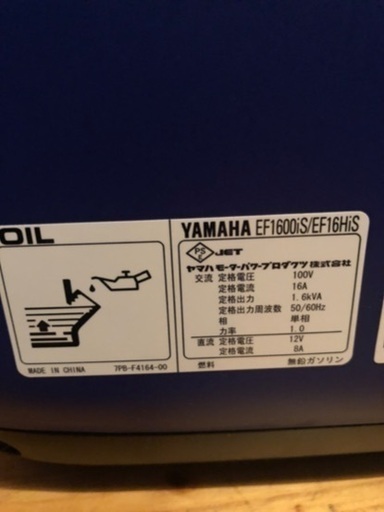 OIL
MADE IN CHINA
7PB-F4164-00
YAMAHA EF1600iS/EF16HiS
PS E JET
ヤマハモーターパワープロダクツ株式会社
交流 定格電圧 100V
定格電流 16A
定格出力 1.6kVA
定格出力周波数 50/60Hz
相 単相
力率 1.0
直流 定格電圧 12V
定格電流 8A
燃料 無鉛ガソリン